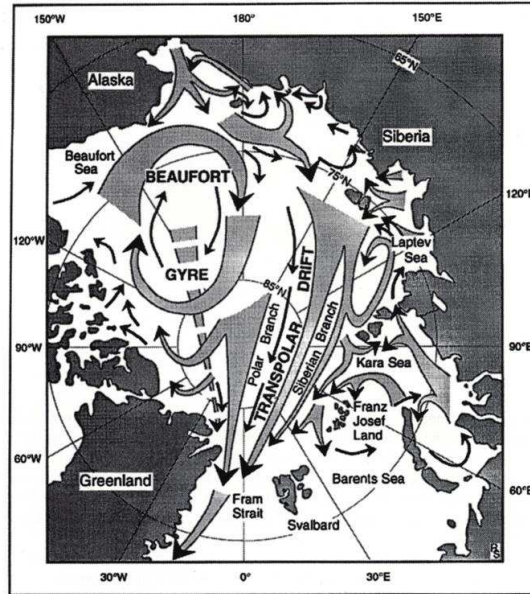 150°W
180°
150°E
65°N
Alaska
Siberia
Beaufort
Sea
BEAUFORT
75°N
120°W
120°E
GYRE
Laptev
Sea
85°N
DRIFT
Polar Branch
TRANSPOLAR
Siberian Branch
90°W
90°E
Kara Sea
Franz
Josef
Land
60°W
60°E
Greenland
Fram
Strait
Barents Sea
Svalbard
30°W
0°
30°E